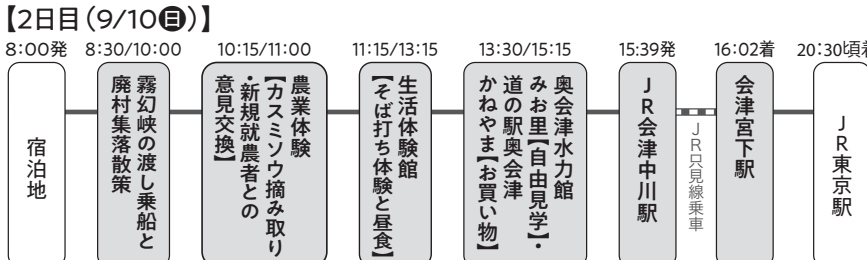 【2日目(9/10日)】
8:00発 8:30/10:00 10:15/11:00 11:15/13:15 13:30/15:15 15:39発 16:02着 20:30頃着
宿泊地
霧幻峡の渡し乗船と
廃村集落散策
農業体験
【カスミソウ摘み取り
・新規就農者との
意見交換】
生活体験館
【そば打ち体験と昼食】
奥会津水力館
みお里【自由見学】・
道の駅奥会津
かねやま【お買い物】
JR会津中川駅
JR只見線乗車
会津宮下駅
JR東京駅